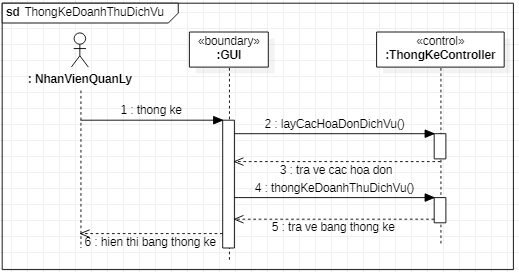 sd ThongKeDoanhThuDichVu
: NhanVienQuanLy
«boundary»
:GUI
«control»
:ThongKeController
1 : thong ke
2 : layCacHoaDonDichVu()
3 : tra ve cac hoa don
4 : thongKeDoanhThuDichVu()
5 : tra ve bang thong ke
6 : hien thi bang thong ke